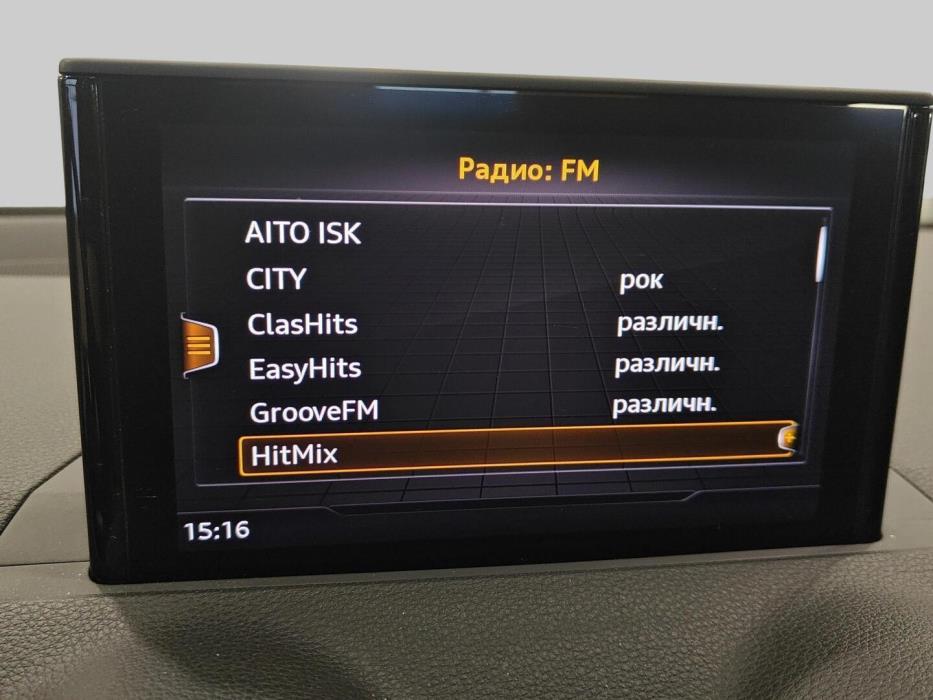 Радио: FM
AITO ISK
CITY рок
ClasHits различн.
EasyHits различн.
GrooveFM различн.
HitMix
15:16